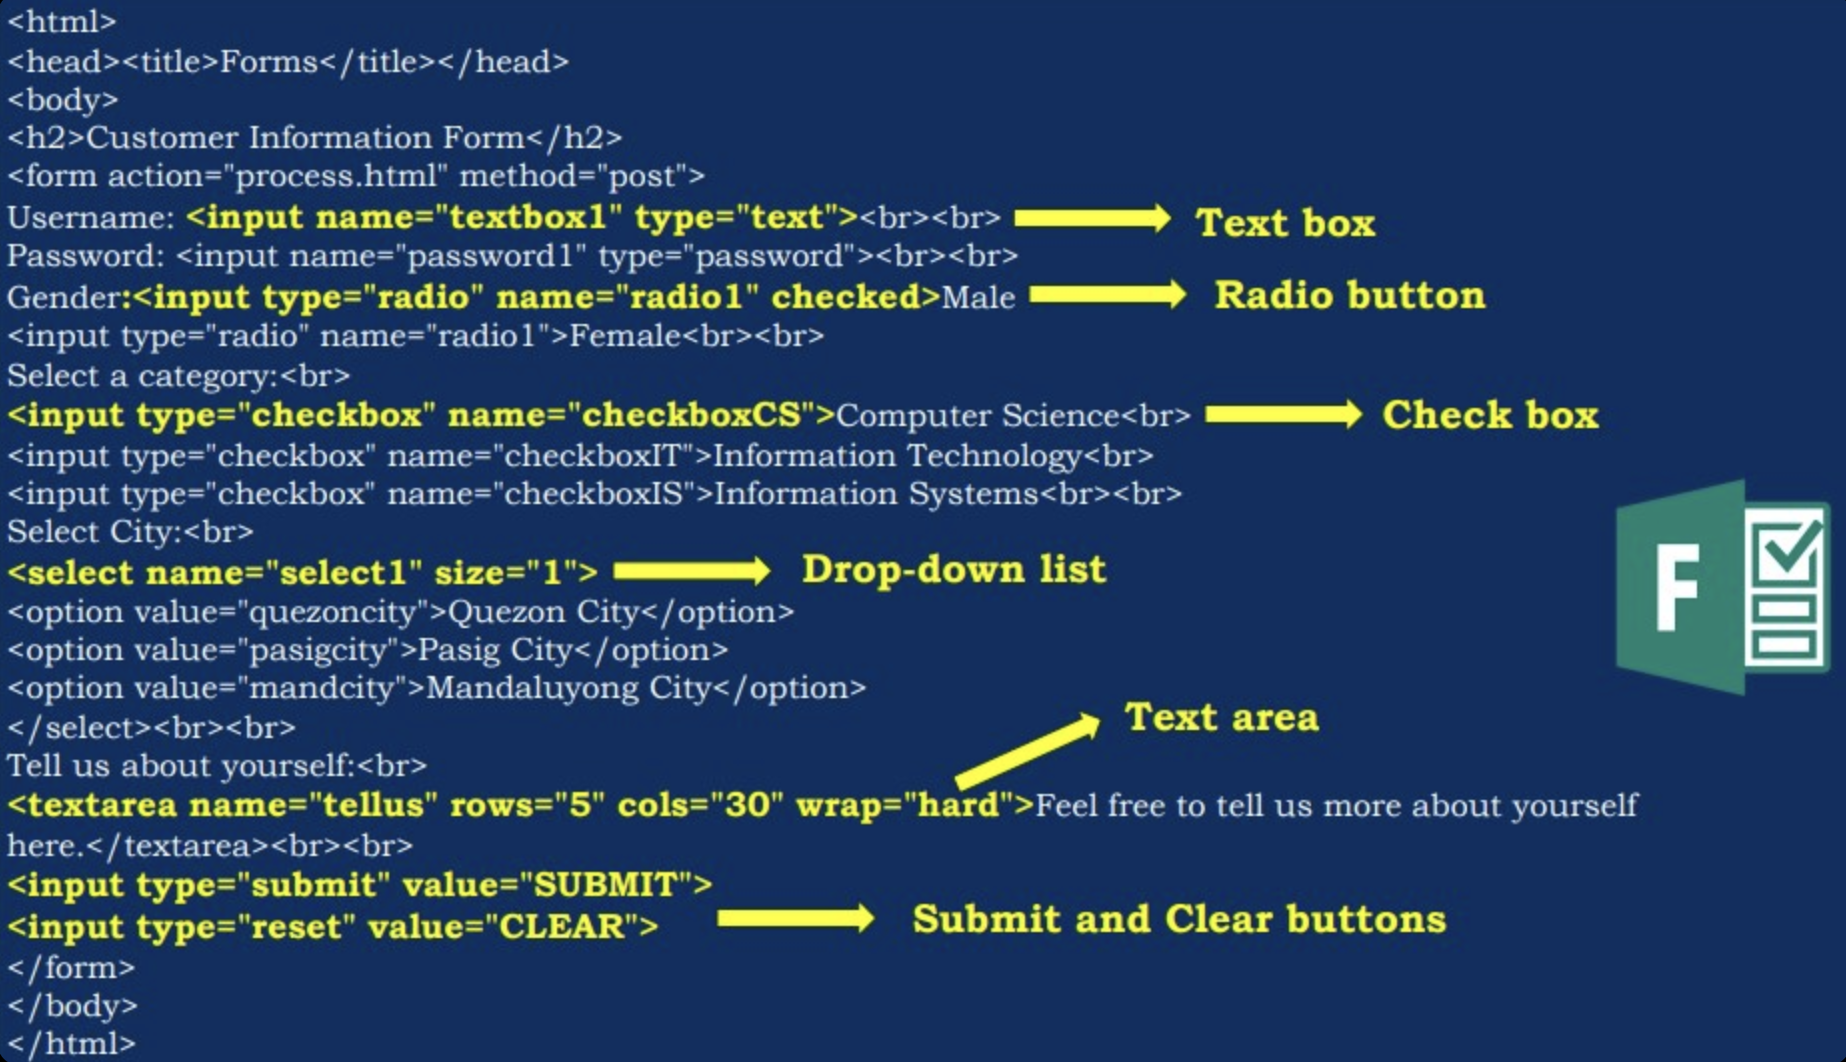 <html>
<head><title>Forms</title></head>
<body>
<h2>Customer Information Form</h2>
<form action="process.html" method="post">
Username: <input name="textbox1" type="text"><br><br> Text box
Password: <input name="password1" type="password"><br><br>
Gender:<input type="radio" name="radio1" checked>Male Radio button
<input type="radio" name="radio1">Female<br><br>
Select a category:<br>
<input type="checkbox" name="checkboxCS">Computer Science<br> Check box
<input type="checkbox" name="checkboxIT">Information Technology<br>
<input type="checkbox" name="checkboxIS">Information Systems<br><br>
Select City:<br>
<select name="select1" size="1"> Drop-down list
<option value="quezoncity">Quezon City</option>
<option value="pasigcity">Pasig City</option>
<option value="mandcity">Mandaluyong City</option>
</select><br><br>
Text area
Tell us about yourself:<br>
<textarea name="tellus" rows="5" cols="30" wrap="hard">Feel free to tell us more about yourself
here.</textarea><br><br>
<input type="submit" value="SUBMIT">
<input type="reset" value="CLEAR"> Submit and Clear buttons
</form>
</body>
</html>
F